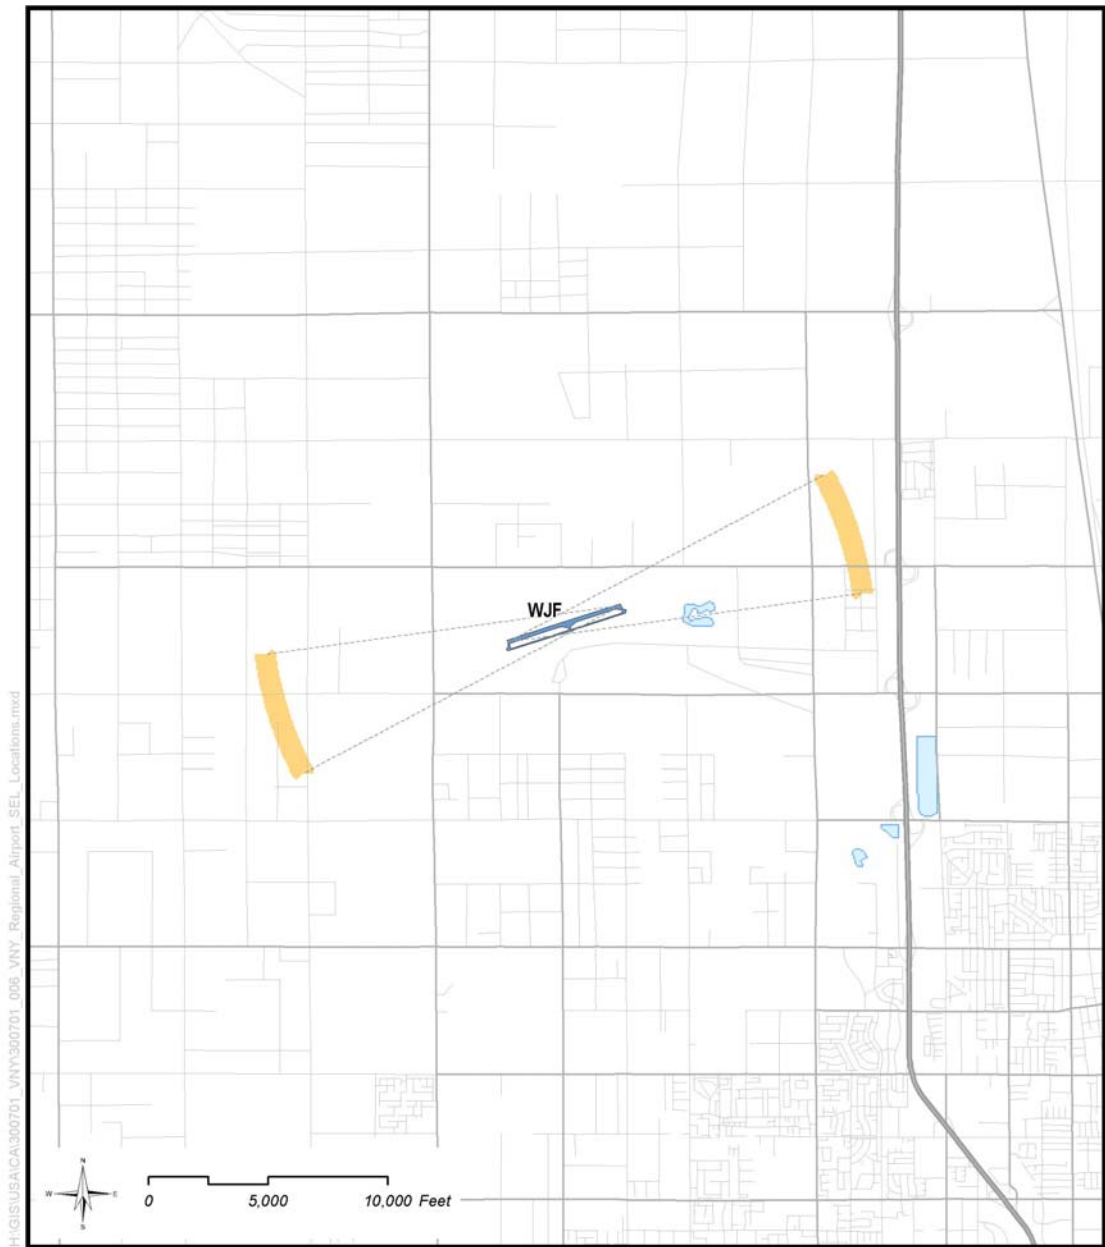 WJF
H:\GIS\USA\CA\300701_VNY\300701_006_VNY_Regional_Airport_SEL_Locations.mxd
N
W E
S
0 5,000 10,000 Feet